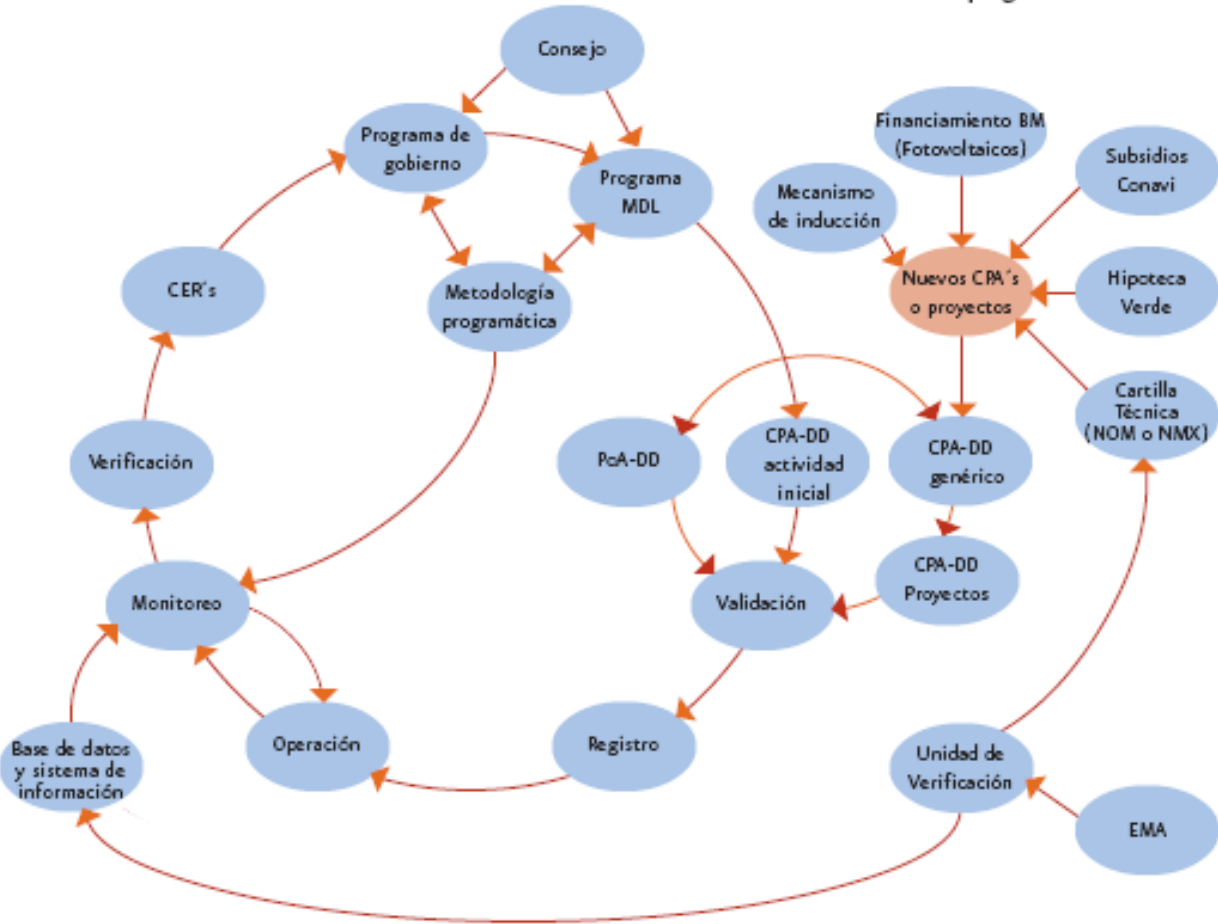 Consejo
Programa de
gobierno
Financiamiento BM
(Fotovoltaicos)
Subsidios
Conavi
Programa
MDL
Mecanismo
de inducción
CER´s
Metodología
programática
Nuevos CPA´s
o proyectos
Hipoteca
Verde
Cartilla
Técnica
(NOM o NMX)
Verificación
PoA-DD
CPA-DD
actividad
inicial
CPA-DD
genérico
CPA-DD
Proyectos
Monitoreo
Validación
Base de datos
y sistema de
información
Operación
Registro
Unidad de
Verificación
EMA